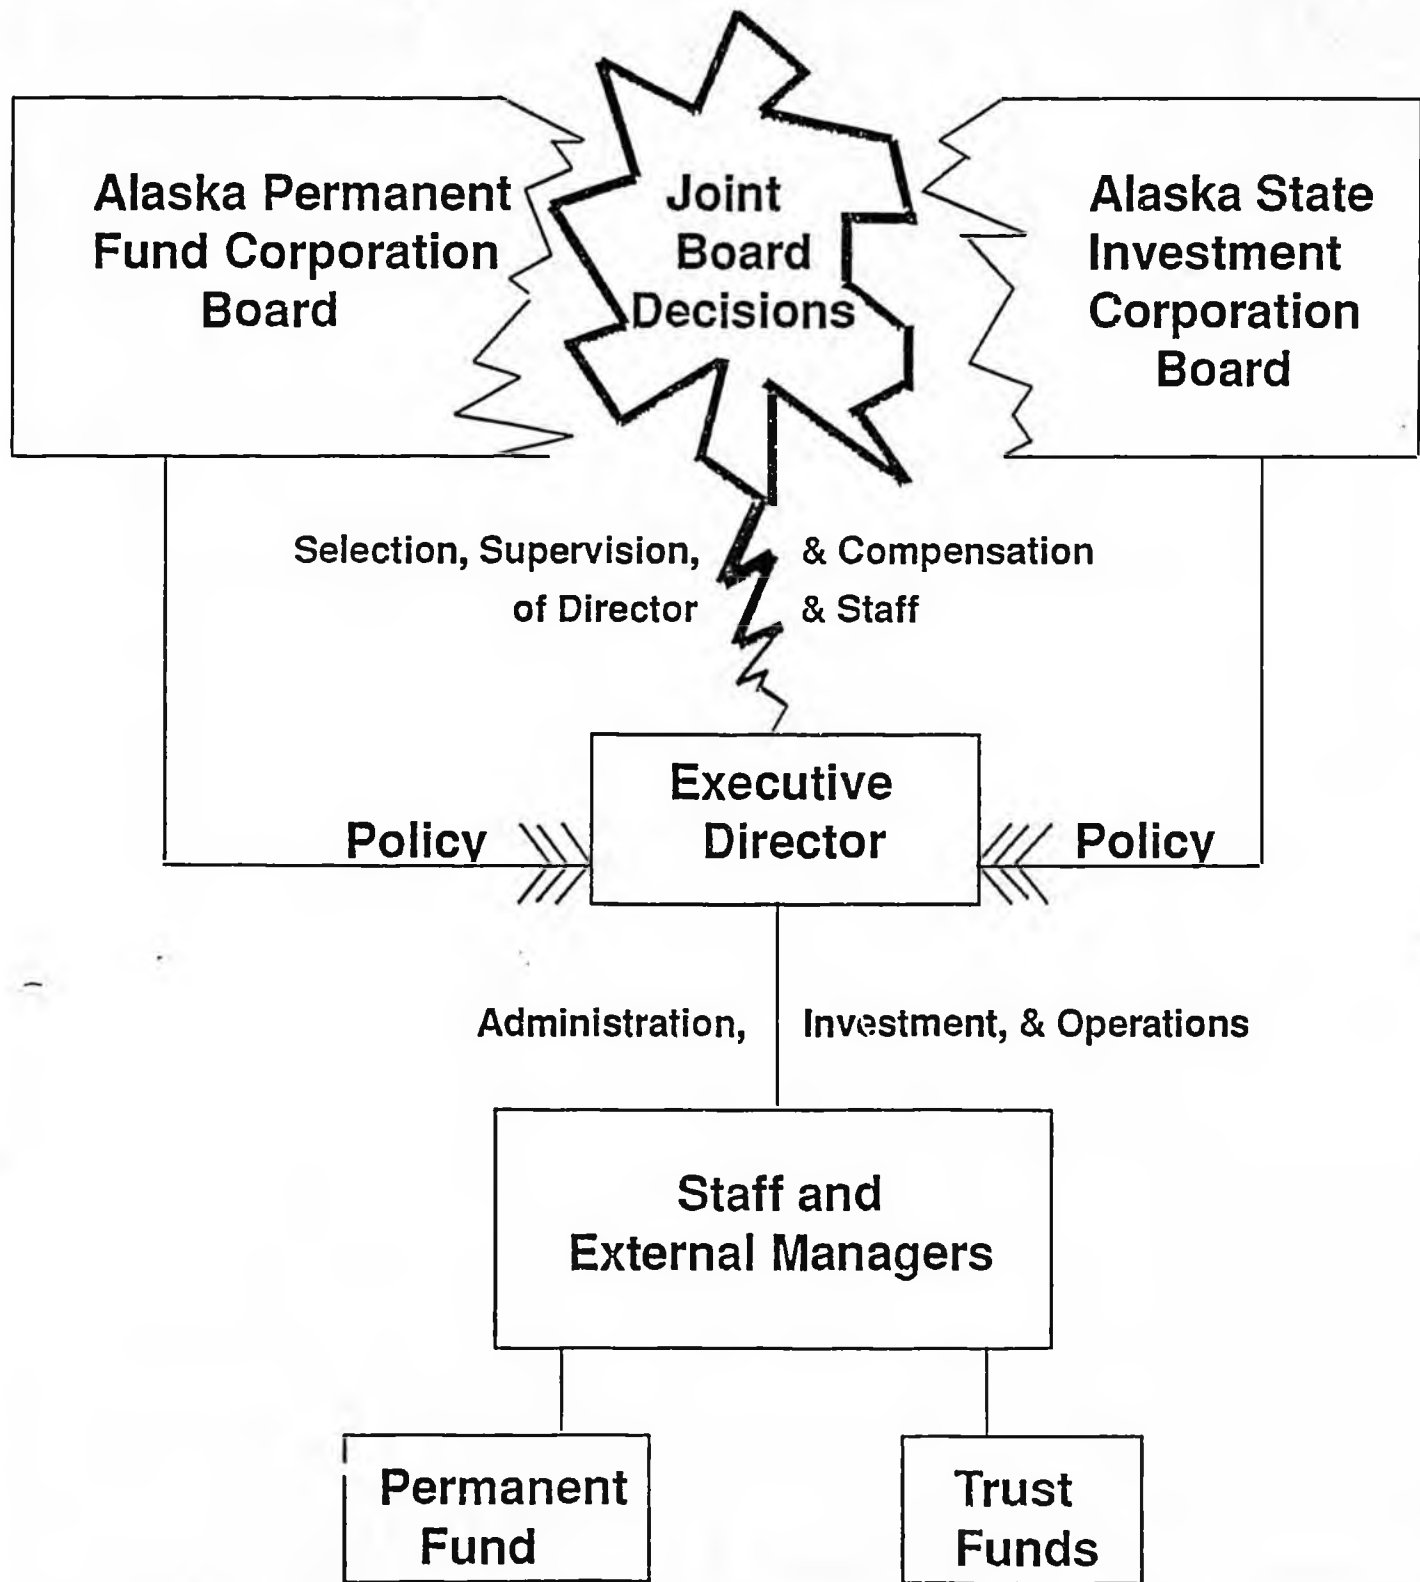 Alaska Permanent
Fund Corporation
Board
Joint
Board
Decisions
Alaska State
Investment
Corporation
Board
Selection, Supervision, & Compensation
of Director & Staff
Executive
Director
Policy
Policy
Administration, Investment, & Operations
Staff and
External Managers
Permanent
Fund
Trust
Funds